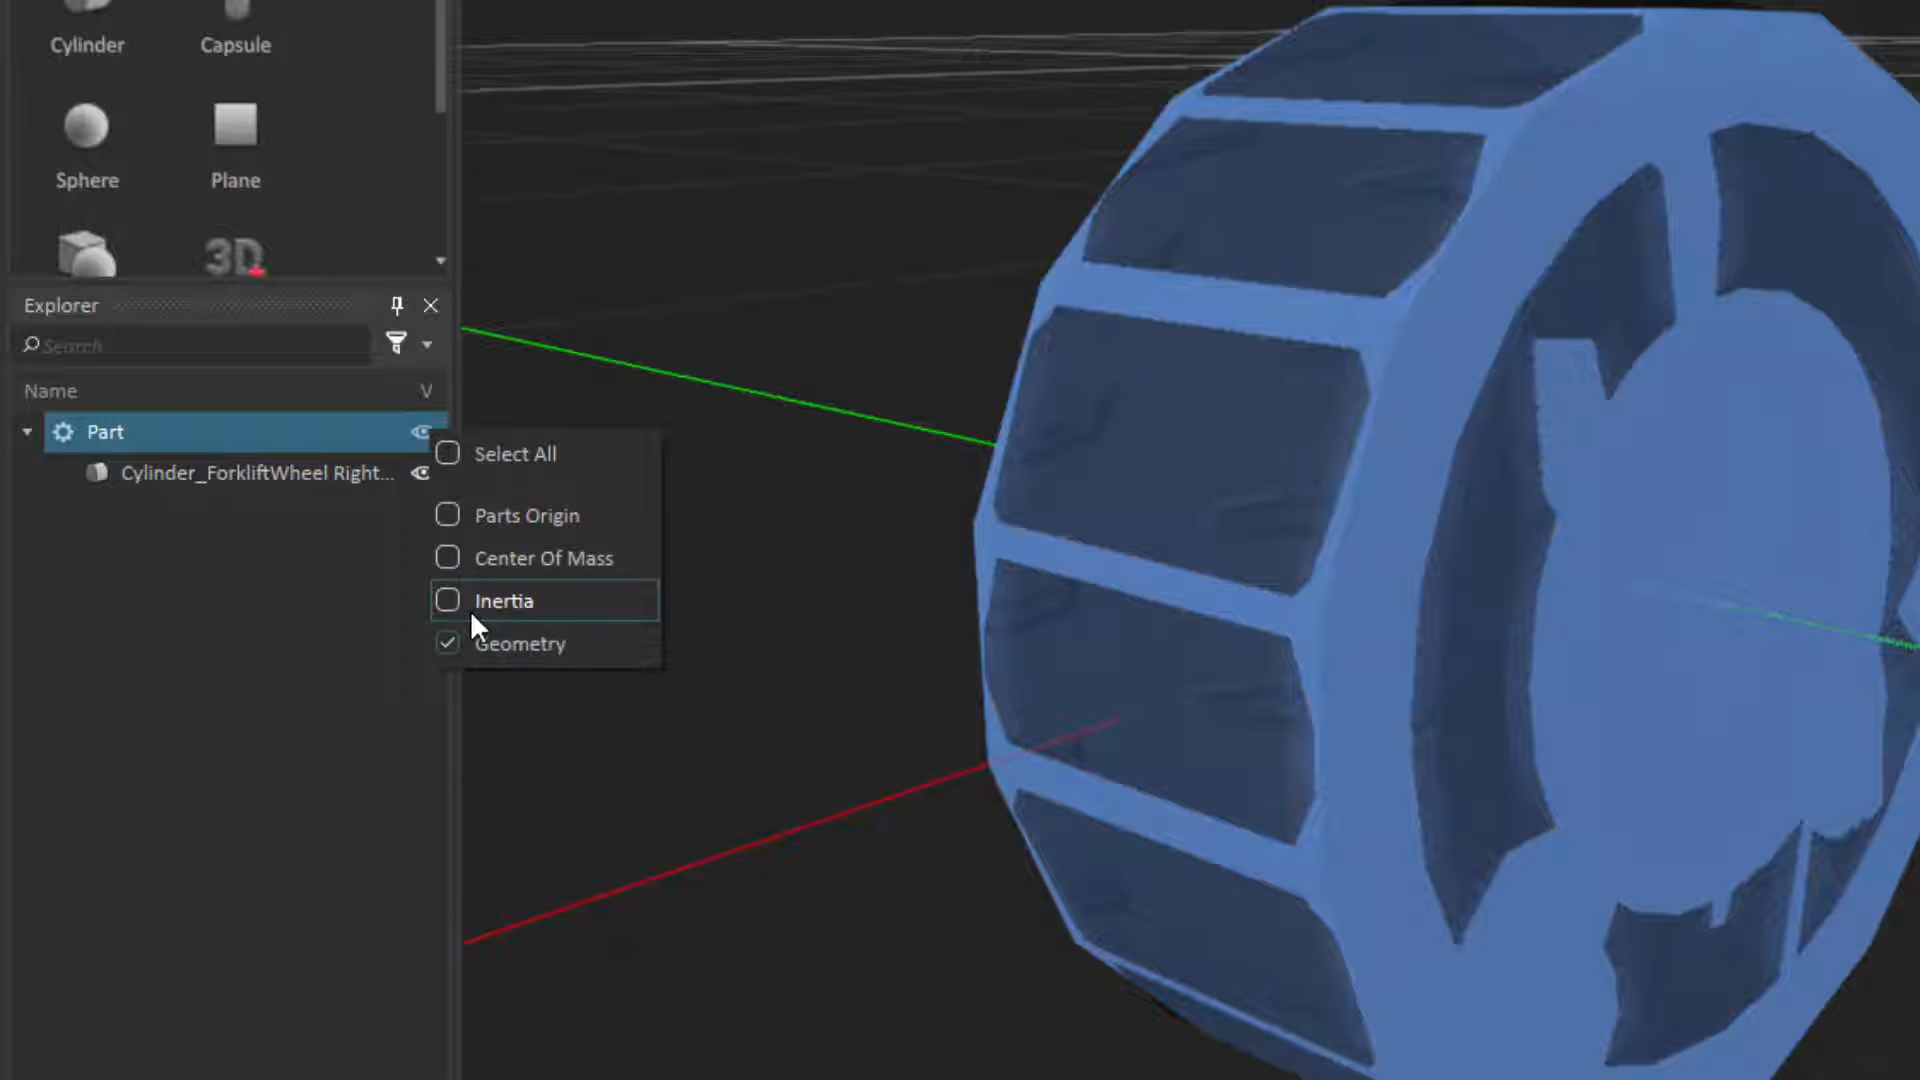 Cylinder Capsule
Sphere Plane
3D
Explorer
Search
Name V
Part
Cylinder_ForkliftWheel Right...
Select All
Parts Origin
Center Of Mass
Inertia
Geometry